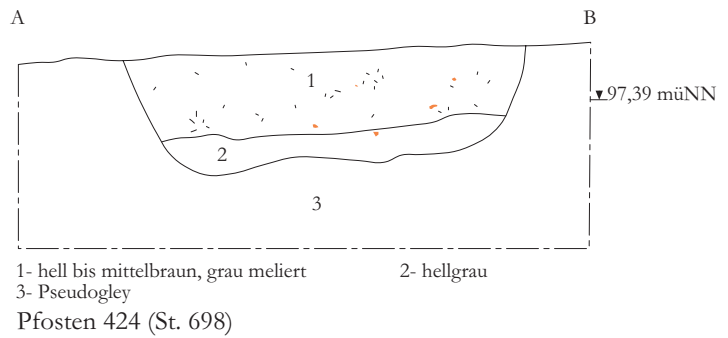 A B
1
97,39 müNN
2
3
1- hell bis mittelbraun, grau meliert 2- hellgrau
3- Pseudogley
Pfosten 424 (St. 698)